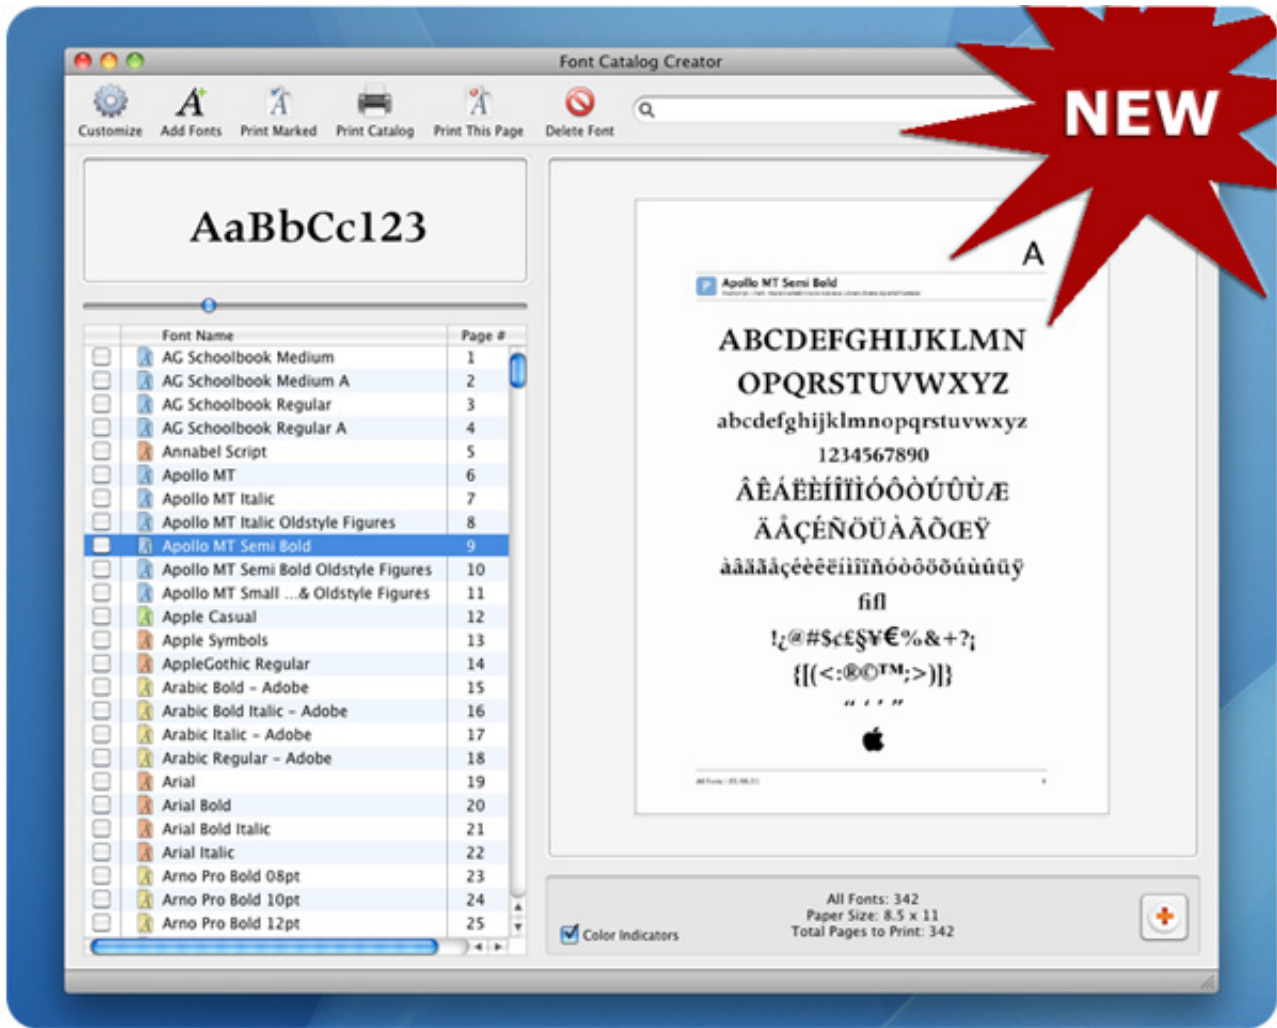 Font Catalog Creator
NEW
Customize
Add Fonts
Print Marked
Print Catalog
Print This Page
Delete Font
AaBbCc123
Font Name Page #
AG Schoolbook Medium 1
AG Schoolbook Medium A 2
AG Schoolbook Regular 3
AG Schoolbook Regular A 4
Annabel Script 5
Apollo MT 6
Apollo MT Italic 7
Apollo MT Italic Oldstyle Figures 8
Apollo MT Semi Bold 9
Apollo MT Semi Bold Oldstyle Figures 10
Apollo MT Small ...& Oldstyle Figures 11
Apple Casual 12
Apple Symbols 13
AppleGothic Regular 14
Arabic Bold – Adobe 15
Arabic Bold Italic – Adobe 16
Arabic Italic – Adobe 17
Arabic Regular – Adobe 18
Arial 19
Arial Bold 20
Arial Bold Italic 21
Arial Italic 22
Arno Pro Bold 08pt 23
Arno Pro Bold 10pt 24
Arno Pro Bold 12pt 25
A
P Apollo MT Semi Bold
ABCDEFGHIJKLMN
OPQRSTUVWXYZ
abcdefghijklmnopqrstuvwxyz
1234567890
ÂÊÁËÈÍÎÏÌÓÔÒÚÛÙÆ
ÄÅÇÉÑÖÜÀÃÕŒŸ
àâäãåçéèêëíìîïñóòôöõúùûüÿ
fifl
!¿@#$¢£§¥€%&+?¡
{[(<:®©™;>)]}
“ ‘ ’ ”
Color Indicators
All Fonts: 342
Paper Size: 8.5 x 11
Total Pages to Print: 342